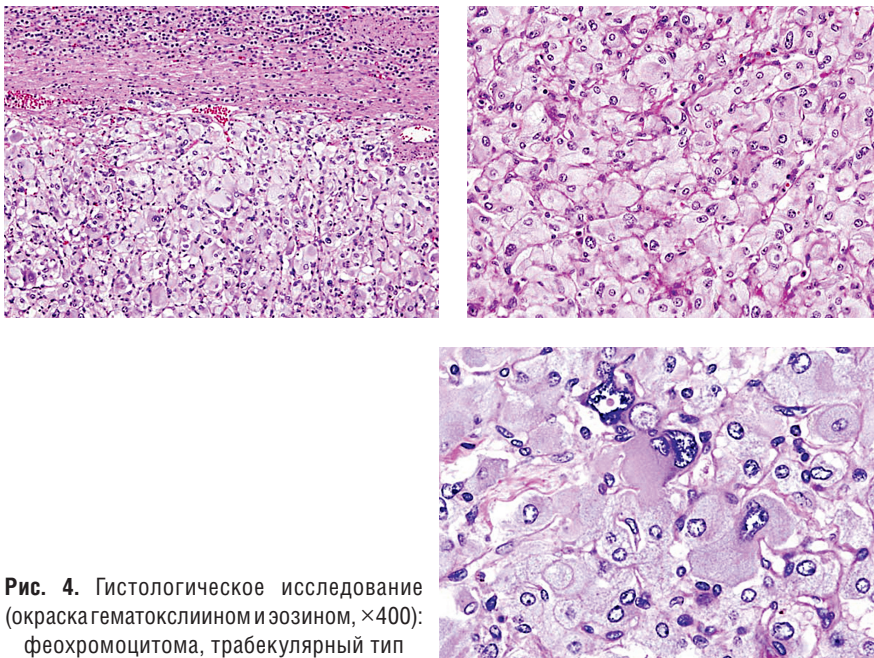 Рис. 4. Гистологическое исследование
(окраска гематокслиином и эозином, ×400):
феохромоцитома, трабекулярный тип